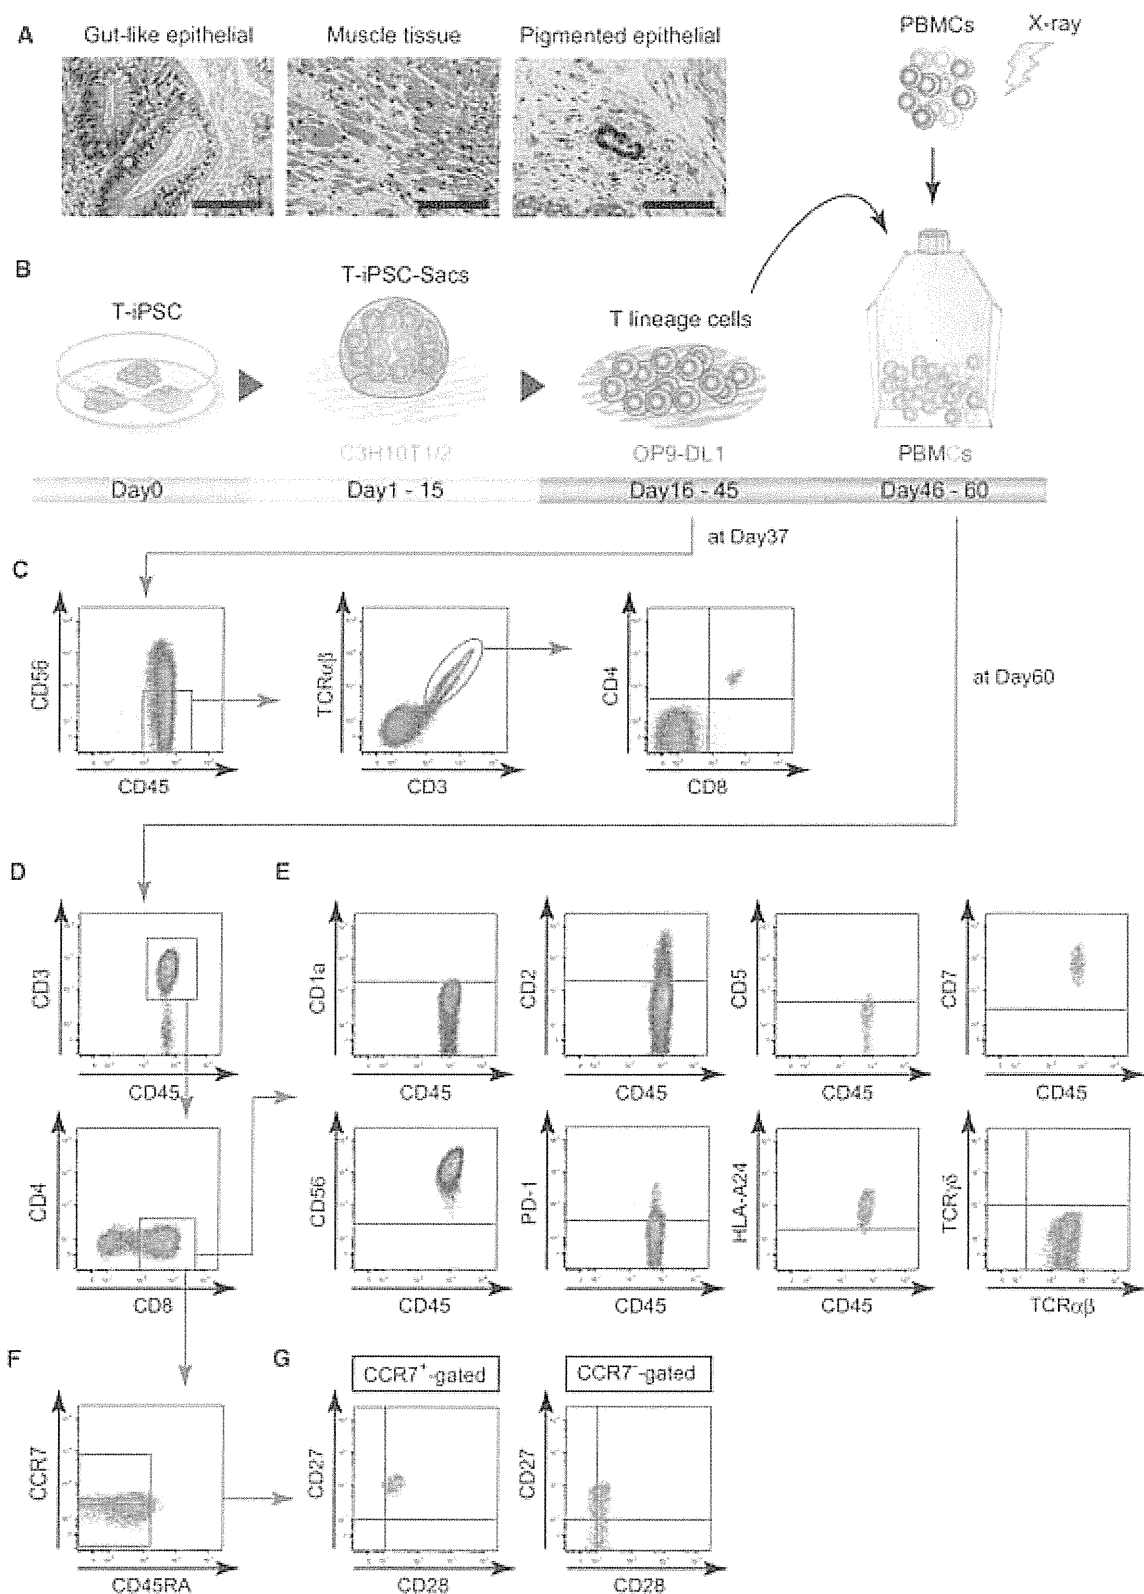 A
Gut-like epithelial
Muscle tissue
Pigmented epithelial
PBMCs
X-ray
B
T-iPSC
T-iPSC-Sacs
T lineage cells
C3H10T1/2
OP9-DL1
PBMCs
Day0
Day1 - 15
Day16 - 45
Day46 - 60
at Day37
at Day60
C
CD56
CD45
TCRαβ
CD3
CD4
CD8
D
CD3
CD45
CD4
CD8
E
CD1a
CD45
CD2
CD45
CD5
CD45
CD7
CD45
CD56
CD45
PD-1
CD45
HLA-A24
CD45
TCRγδ
TCRαβ
F
CCR7
CD45RA
G
CCR7⁺-gated
CD27
CD28
CCR7⁻-gated
CD27
CD28